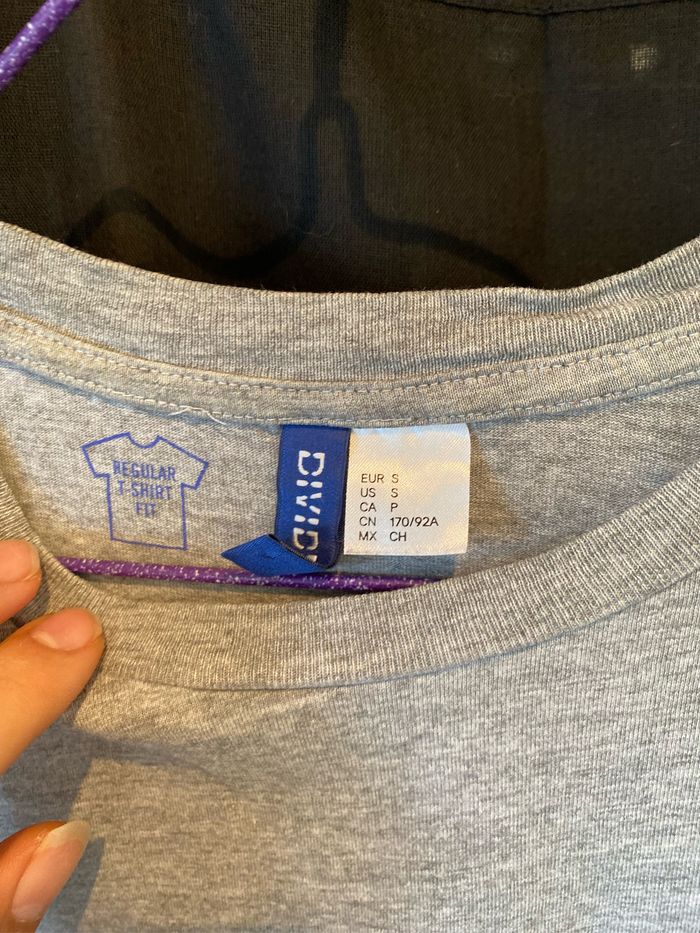 REGULAR
T-SHIRT
FIT
DIVID
EUR S
US S
CA P
CN 170/92A
MX CH